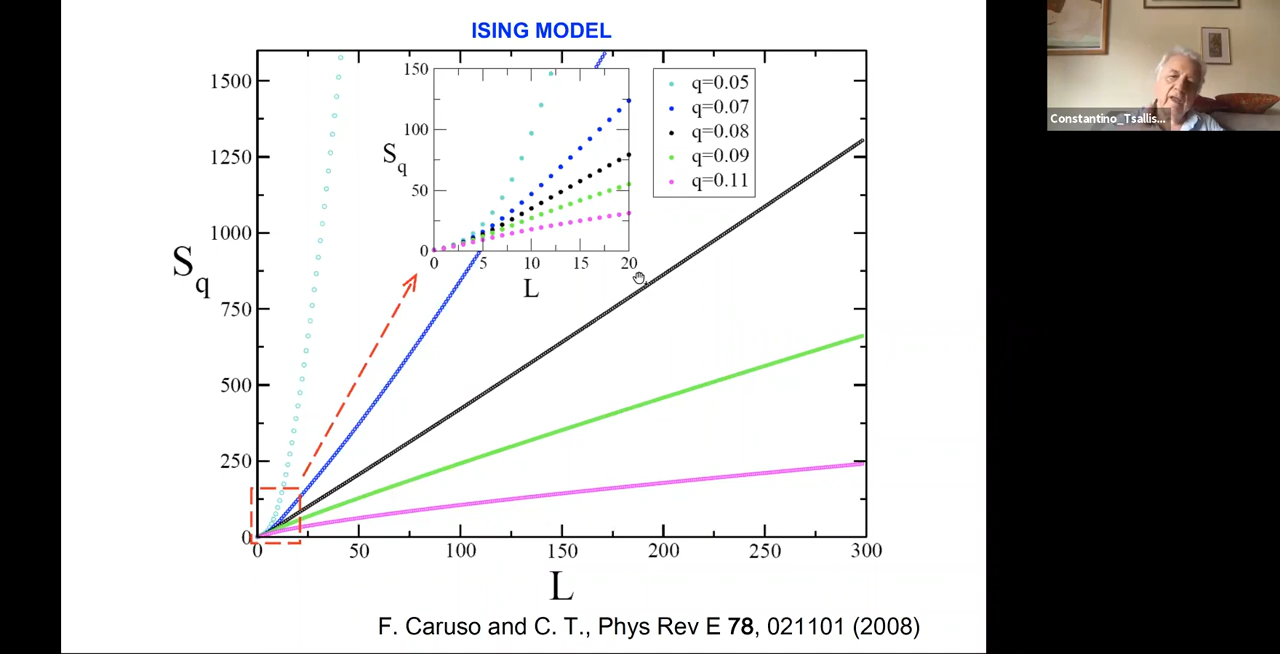 ISING MODEL
1500
1250
1000
750
500
250
0
S
q
0
50
100
150
200
250
300
L
150
100
50
0
S
q
0
5
10
15
20
L
q=0.05
q=0.07
q=0.08
q=0.09
q=0.11
F. Caruso and C. T., Phys Rev E 78, 021101 (2008)
Constantino_Tsallis...